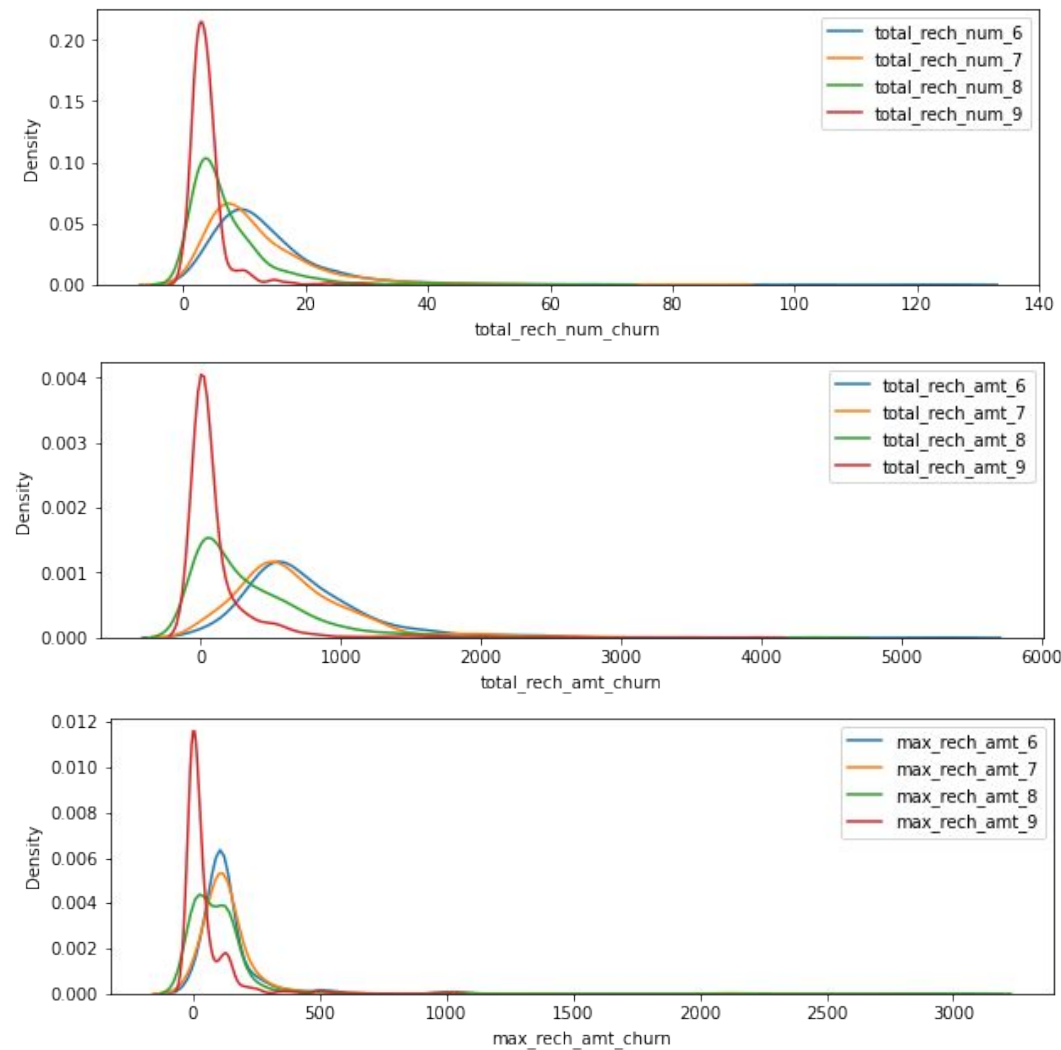 0.20
0.15
0.10
0.05
0.00
Density
total_rech_num_6
total_rech_num_7
total_rech_num_8
total_rech_num_9
0 20 40 60 80 100 120 140
total_rech_num_churn
0.004
0.003
0.002
0.001
0.000
Density
total_rech_amt_6
total_rech_amt_7
total_rech_amt_8
total_rech_amt_9
0 1000 2000 3000 4000 5000 6000
total_rech_amt_churn
0.012
0.010
0.008
0.006
0.004
0.002
0.000
Density
max_rech_amt_6
max_rech_amt_7
max_rech_amt_8
max_rech_amt_9
0 500 1000 1500 2000 2500 3000
max_rech_amt_churn